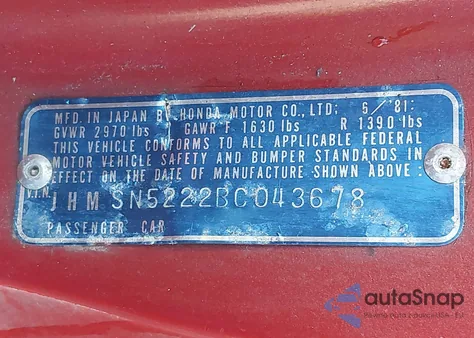 MFD. IN JAPAN BY HONDA MOTOR CO., LTD; 6/81:
GVWR 2970 lbs GAWR F 1630 lbs R 1390 lbs
THIS VEHICLE CONFORMS TO ALL APPLICABLE FEDERAL
MOTOR VEHICLE SAFETY AND BUMPER STANDARDS IN
EFFECT ON THE DATE OF MANUFACTURE SHOWN ABOVE:
V.I.N. JHMSN5222BC043678
PASSENGER CAR
autoSnap